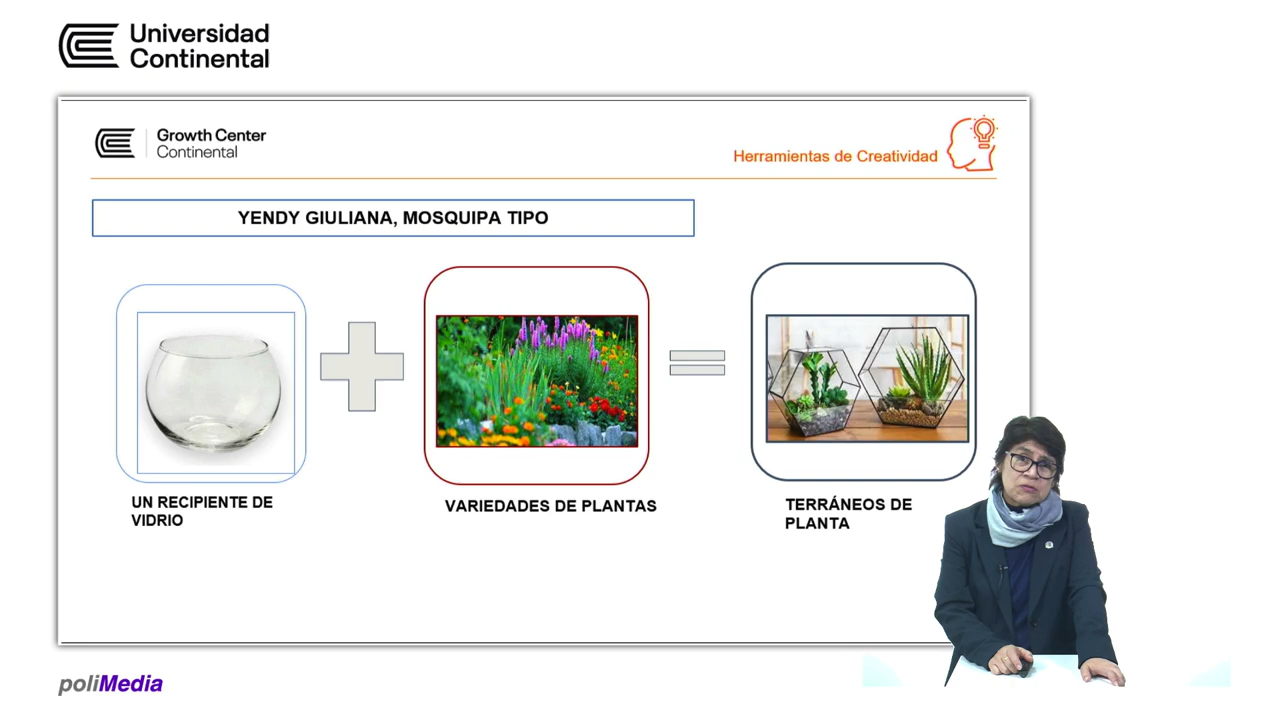 Universidad
Continental
Growth Center
Continental
Herramientas de Creatividad
YENDY GIULIANA, MOSQUIPA TIPO
UN RECIPIENTE DE
VIDRIO
VARIEDADES DE PLANTAS
TERRÁNEOS DE
PLANTA
poliMedia